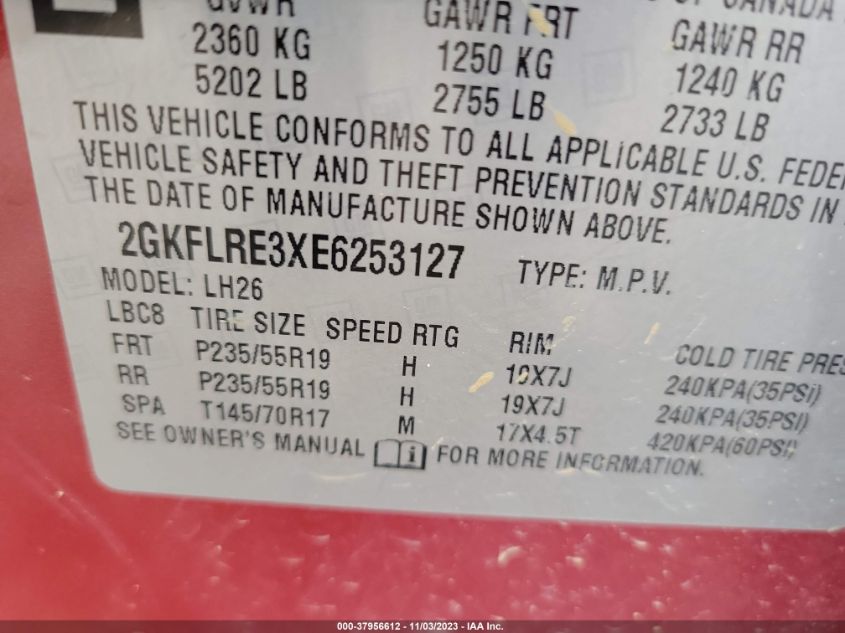 GVWR GAWR FRT GAWR RR OF CANADA
2360 KG 1250 KG 1240 KG
5202 LB 2755 LB 2733 LB
THIS VEHICLE CONFORMS TO ALL APPLICABLE U.S. FEDE
VEHICLE SAFETY AND THEFT PREVENTION STANDARDS IN
THE DATE OF MANUFACTURE SHOWN ABOVE.
2GKFLRE3XE6253127 TYPE: M.P.V.
MODEL: LH26
LBC8 TIRE SIZE SPEED RTG RIM COLD TIRE PRES
FRT P235/55R19 H 19X7J 240KPA(35PSI)
RR P235/55R19 H 19X7J 240KPA(35PSI)
SPA T145/70R17 M 17X4.5T 420KPA(60PSI)
SEE OWNER'S MANUAL FOR MORE INFORMATION.
000-37956612 - 11/03/2023 - IAA Inc.